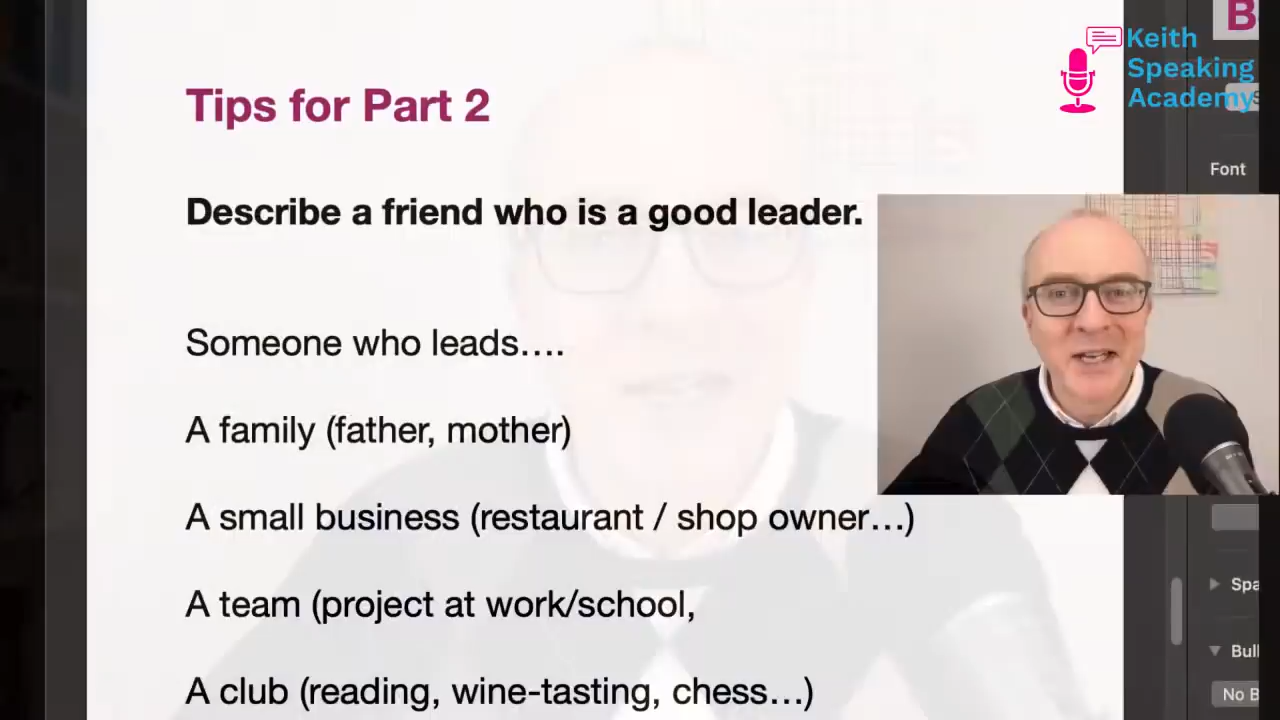 Tips for Part 2
Describe a friend who is a good leader.
Someone who leads….
A family (father, mother)
A small business (restaurant / shop owner…)
A team (project at work/school,
A club (reading, wine-tasting, chess…)
Keith
Speaking
Academy
B
S
Font
Spa
Bull
No B